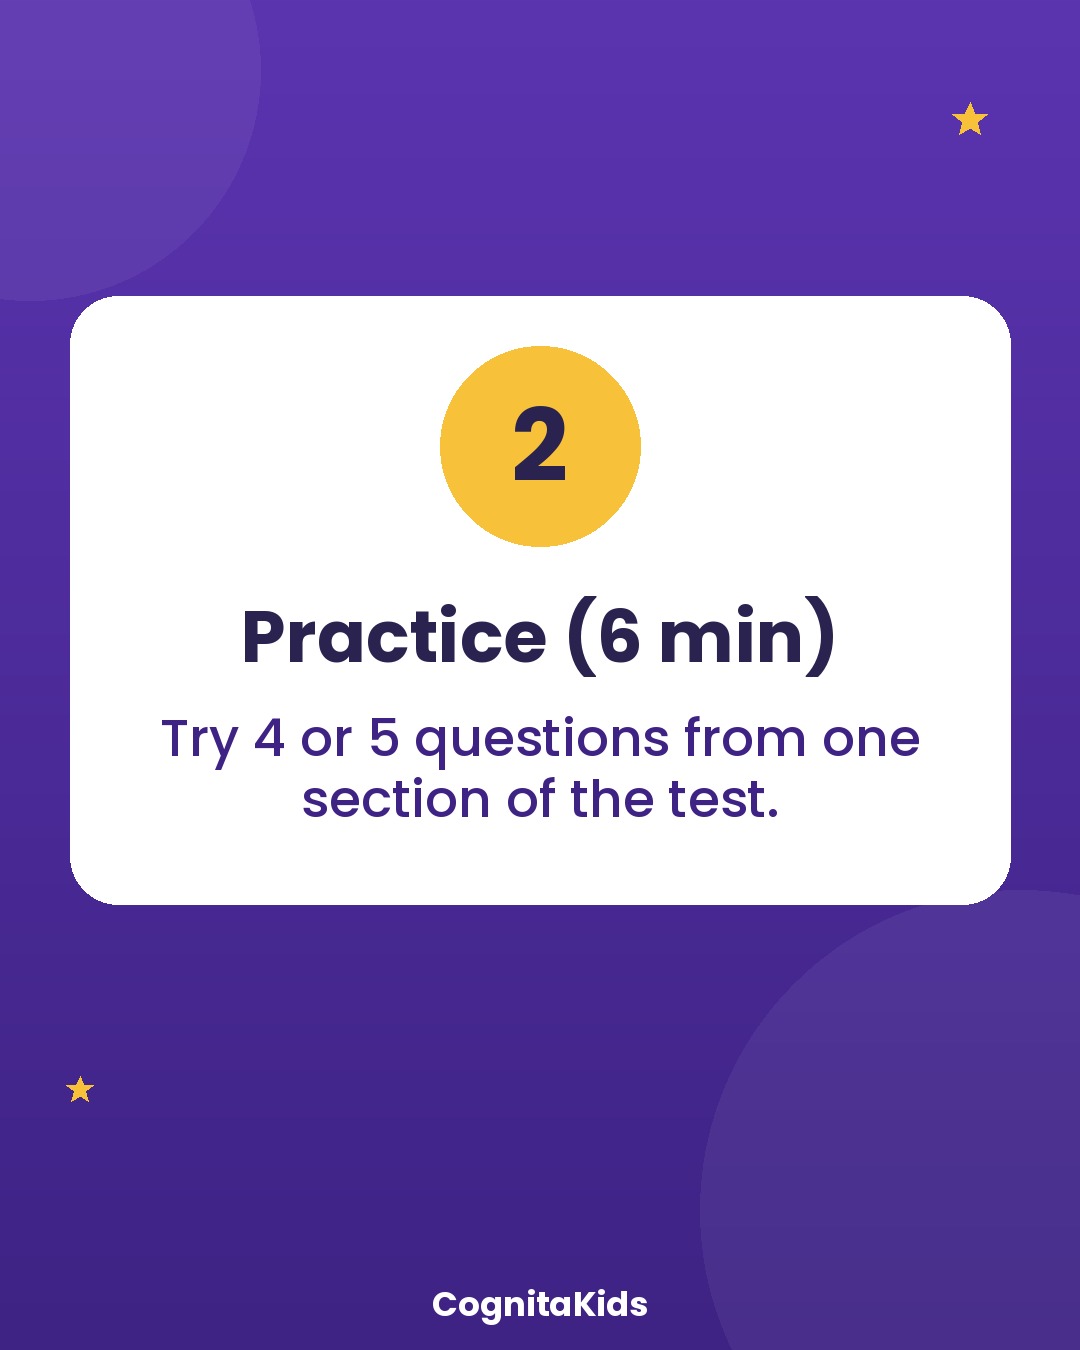 2
Practice (6 min)
Try 4 or 5 questions from one
section of the test.
CognitaKids